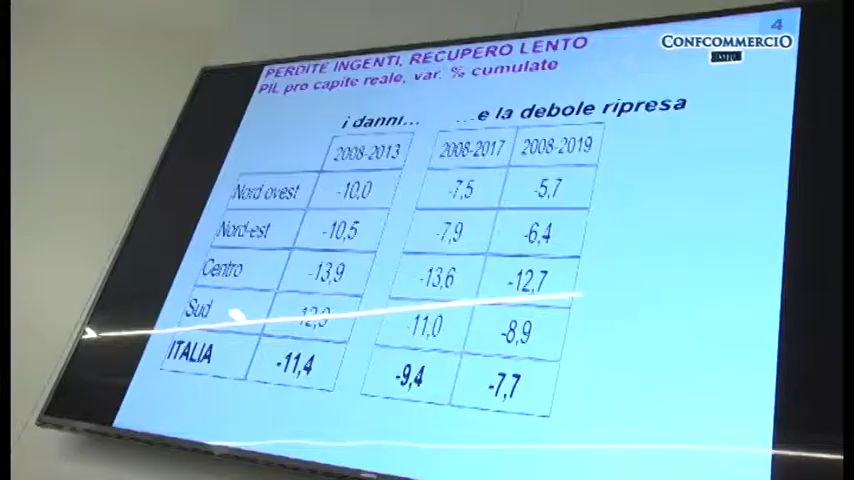 4
CONFCOMMERCIO
PERDITE INGENTI, RECUPERO LENTO
PIL pro capite reale, var. % cumulate
i danni... ...e la debole ripresa
2008-2013 2008-2017 2008-2019
Nord ovest -10,0 -7,5 -5,7
Nord-est -10,5 -7,9 -6,4
Centro -13,9 -13,6 -12,7
Sud -11,0 -8,9
ITALIA -11,4 -9,4 -7,7